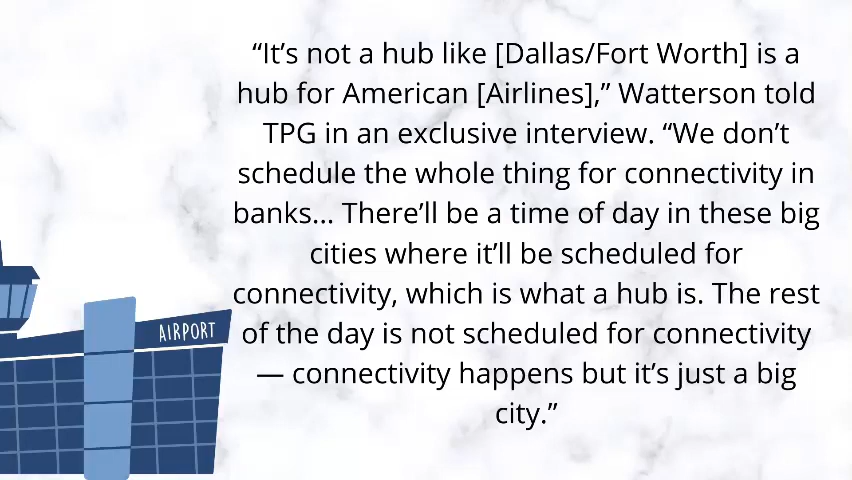 “It’s not a hub like [Dallas/Fort Worth] is a
hub for American [Airlines],” Watterson told
TPG in an exclusive interview. “We don’t
schedule the whole thing for connectivity in
banks... There’ll be a time of day in these big
cities where it’ll be scheduled for
connectivity, which is what a hub is. The rest
of the day is not scheduled for connectivity
— connectivity happens but it’s just a big
city.”
AIRPORT